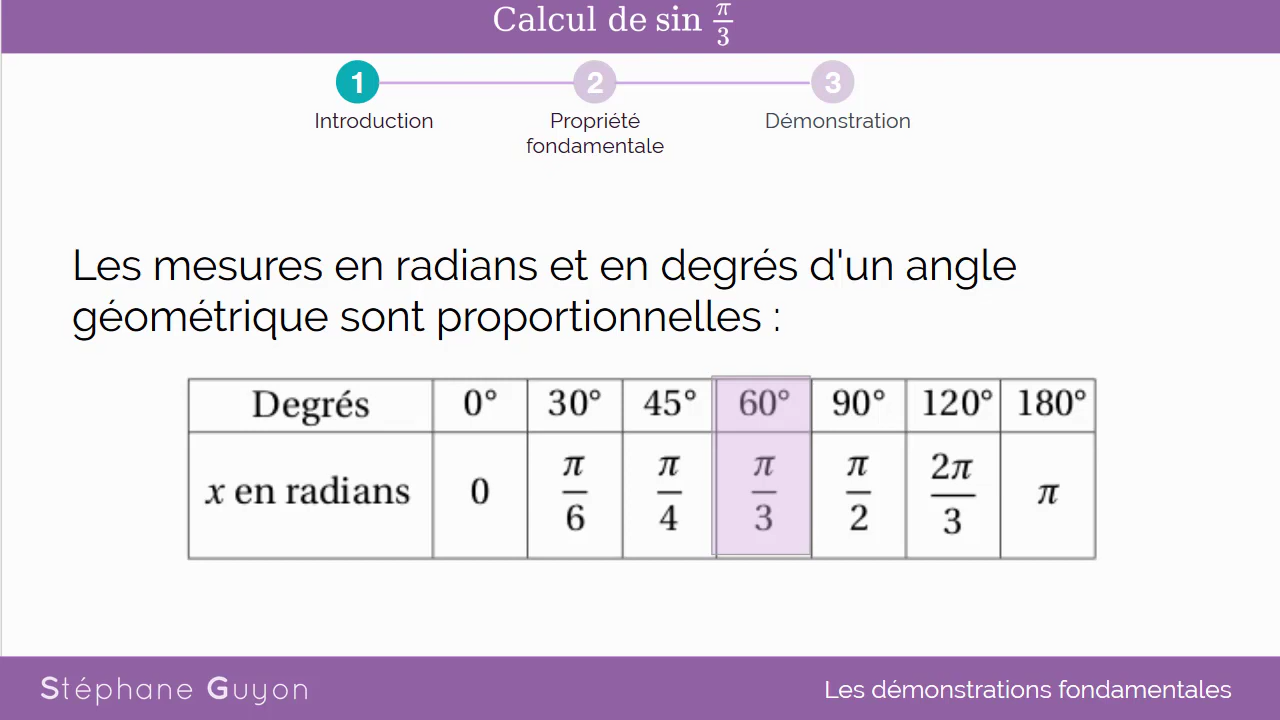 Calcul de sin π/3
1 2 3
Introduction Propriété fondamentale Démonstration
Les mesures en radians et en degrés d'un angle
géométrique sont proportionnelles :
Degrés 0° 30° 45° 60° 90° 120° 180°
x en radians 0 π/6 π/4 π/3 π/2 2π/3 π
Stéphane Guyon
Les démonstrations fondamentales